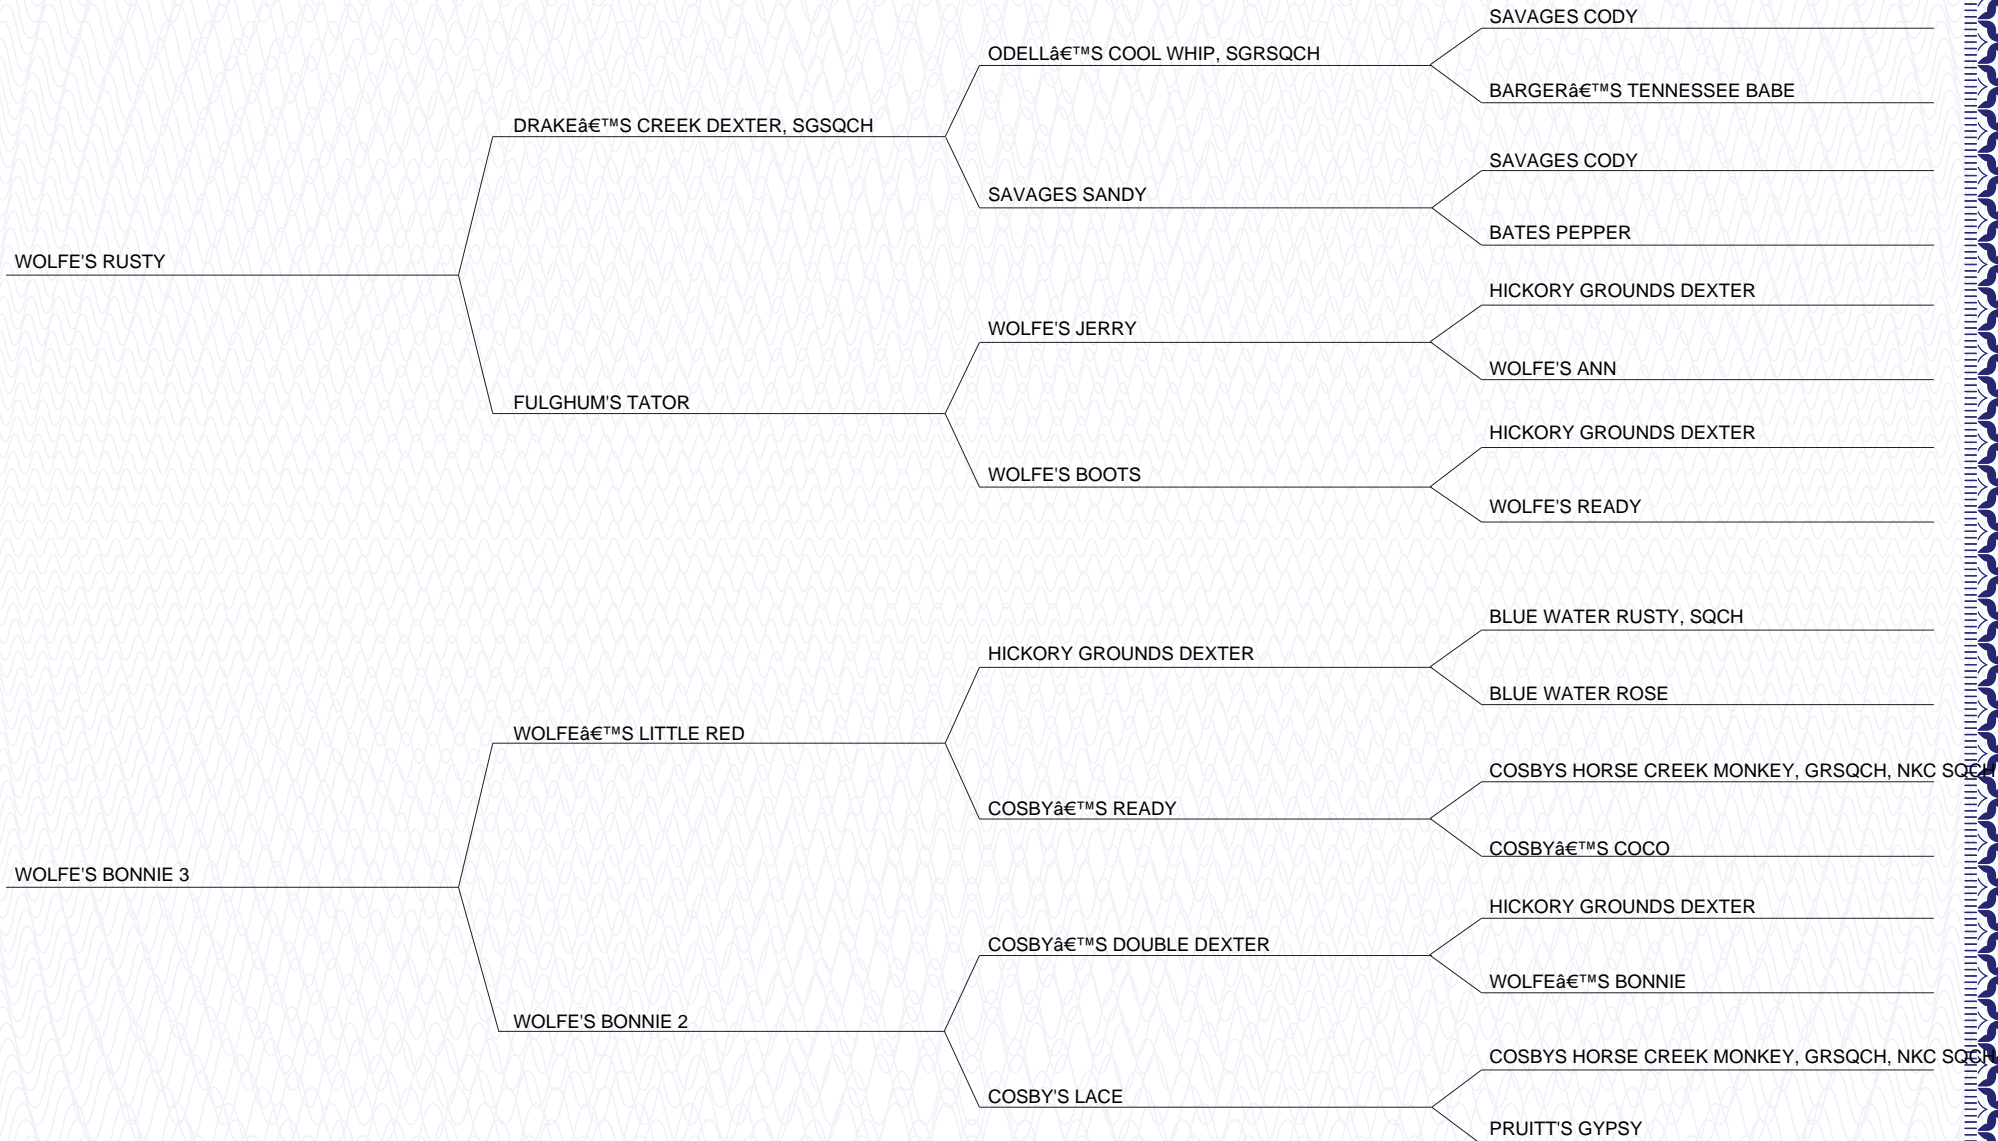 SAVAGES CODY
ODELLâ€™S COOL WHIP, SGRSQCH
BARGERâ€™S TENNESSEE BABE
DRAKEâ€™S CREEK DEXTER, SGSQCH
SAVAGES CODY
SAVAGES SANDY
BATES PEPPER
WOLFE'S RUSTY
HICKORY GROUNDS DEXTER
WOLFE'S JERRY
WOLFE'S ANN
FULGHUM'S TATOR
HICKORY GROUNDS DEXTER
WOLFE'S BOOTS
WOLFE'S READY
BLUE WATER RUSTY, SQCH
HICKORY GROUNDS DEXTER
BLUE WATER ROSE
WOLFEâ€™S LITTLE RED
COSBYS HORSE CREEK MONKEY, GRSQCH, NKC SQCH
COSBYâ€™S READY
COSBYâ€™S COCO
WOLFE'S BONNIE 3
HICKORY GROUNDS DEXTER
COSBYâ€™S DOUBLE DEXTER
WOLFEâ€™S BONNIE
WOLFE'S BONNIE 2
COSBYS HORSE CREEK MONKEY, GRSQCH, NKC SQCH
COSBY'S LACE
PRUITT'S GYPSY